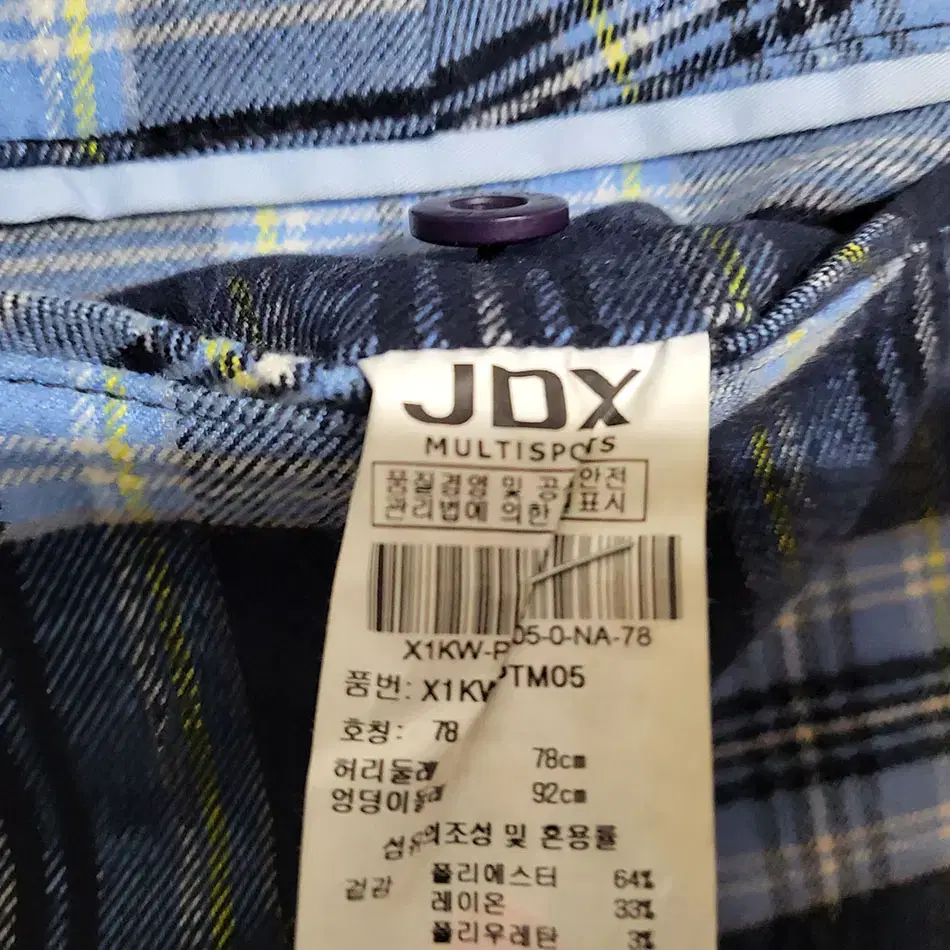 JDX
MULTISPO TS
품질경영 및 공 안전
관리법에 의한 표시
X1KW-P 05-0-NA-78
품번: X1KW-PTM05
호칭: 78
허리둘레 78cm
엉덩이둘레 92cm
섬유의조성 및 혼용률
겉감 폴리에스터 64%
레이온 33%
폴리우레탄 3%